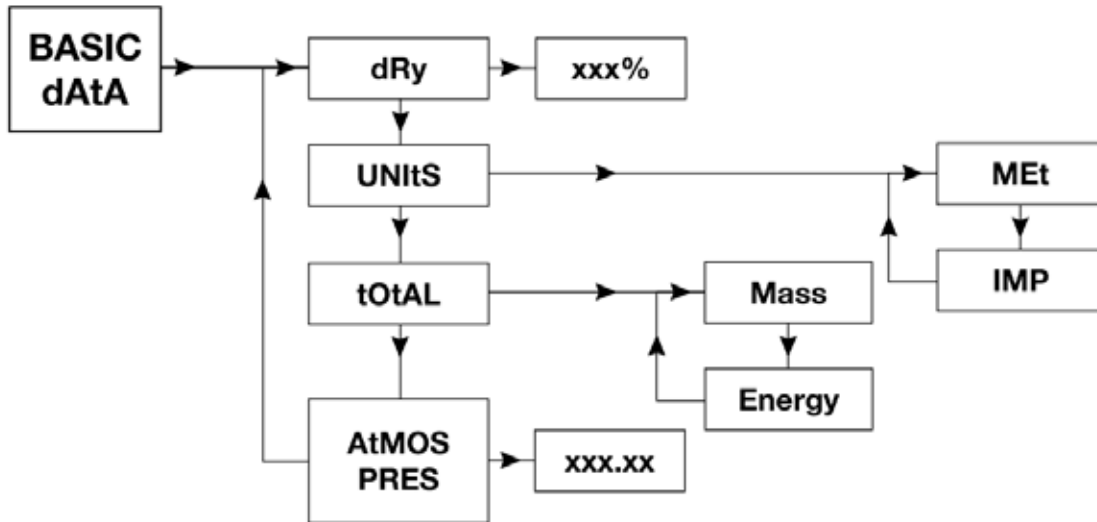 BASIC
dAtA
dRy
xxx%
UNItS
MEt
tOtAL
Mass
IMP
Energy
AtMOS
PRES
xxx.xx